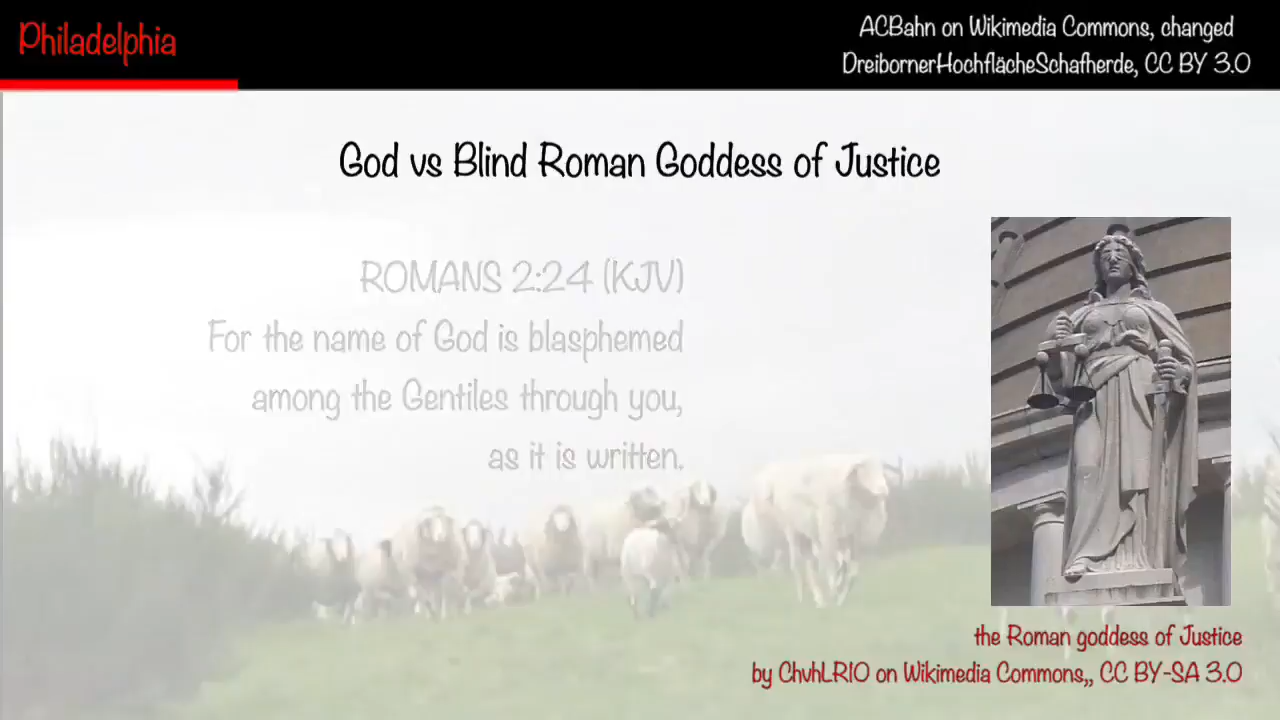 Philadelphia
ACBahn on Wikimedia Commons, changed
DreibornerHochflächeSchafherde, CC BY 3.0
God vs Blind Roman Goddess of Justice
ROMANS 2:24 (KJV)
For the name of God is blasphemed
among the Gentiles through you,
as it is written.
the Roman goddess of Justice
by ChvhLR10 on Wikimedia Commons,, CC BY-SA 3.0